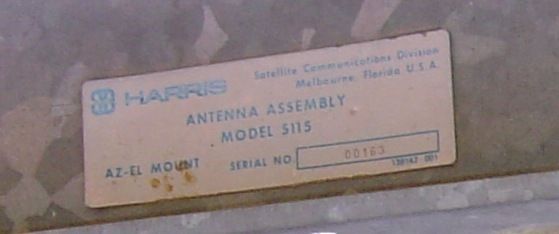 HARRIS
Satellite Communications Division
Melbourne, Florida U.S.A.
ANTENNA ASSEMBLY
MODEL 5115
AZ-EL MOUNT
SERIAL NO. 00163